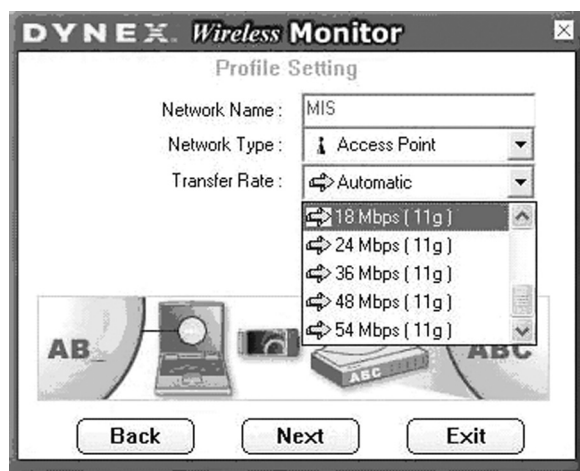 DYNEX Wireless Monitor
Profile Setting
Network Name : MIS
Network Type : Access Point
Transfer Rate : Automatic
18 Mbps ( 11g )
24 Mbps ( 11g )
36 Mbps ( 11g )
48 Mbps ( 11g )
54 Mbps ( 11g )
AB_
ABC
ABC
Back Next Exit